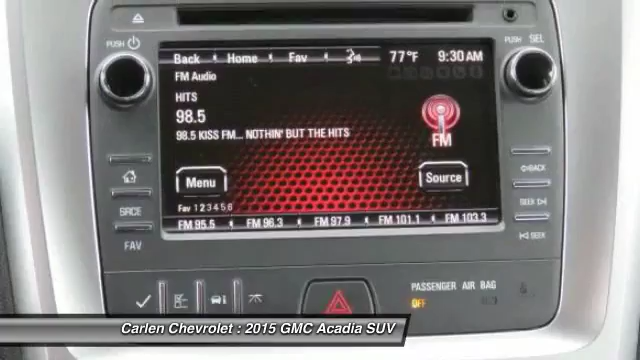 PUSH
PUSH SEL
Back Home Fav 77°F 9:30 AM
FM Audio
HITS
98.5
98.5 KISS FM... NOTHIN' BUT THE HITS
FM
Menu
Source
Fav 1 2 3 4 5 6
FM 95.5 FM 96.3 FM 97.9 FM 101.1 FM 103.3
SRCE
FAV
BACK
SEEK
SEEK
PASSENGER AIR BAG
OFF
Carlen Chevrolet : 2015 GMC Acadia SUV